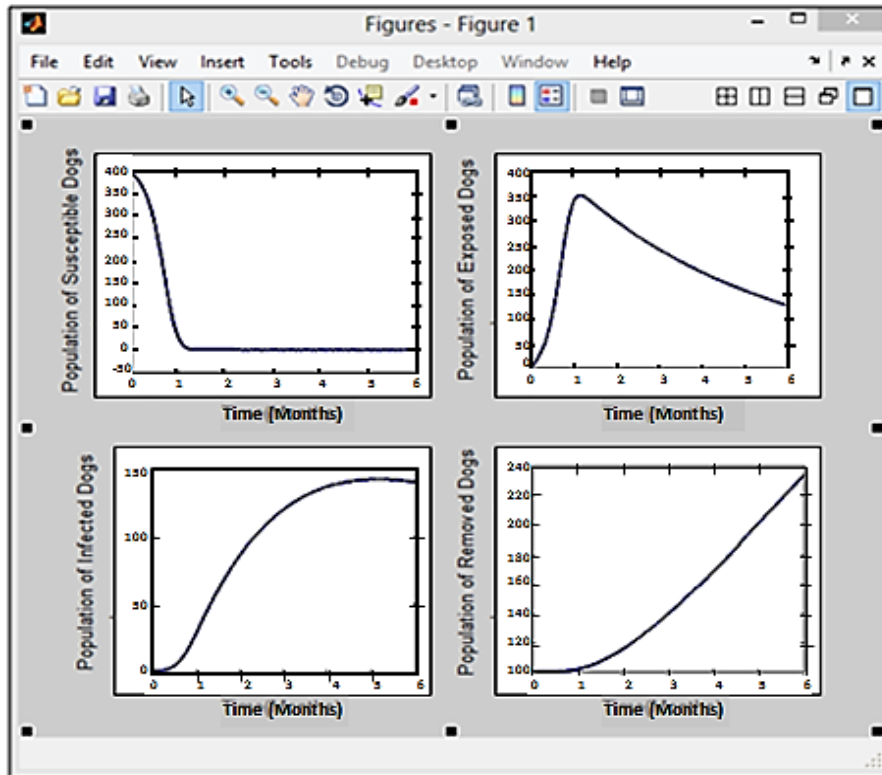 Figures - Figure 1
File Edit View Insert Tools Debug Desktop Window Help
Population of Susceptible Dogs
400
350
300
250
200
150
100
50
0
-50
0 1 2 3 4 5 6
Time (Months)
Population of Exposed Dogs
400
350
300
250
200
150
100
50
0
0 1 2 3 4 5 6
Time (Months)
Population of Infected Dogs
150
100
50
0
0 1 2 3 4 5 6
Time (Months)
Population of Removed Dogs
240
220
200
180
160
140
120
100
0 1 2 3 4 5 6
Time (Months)